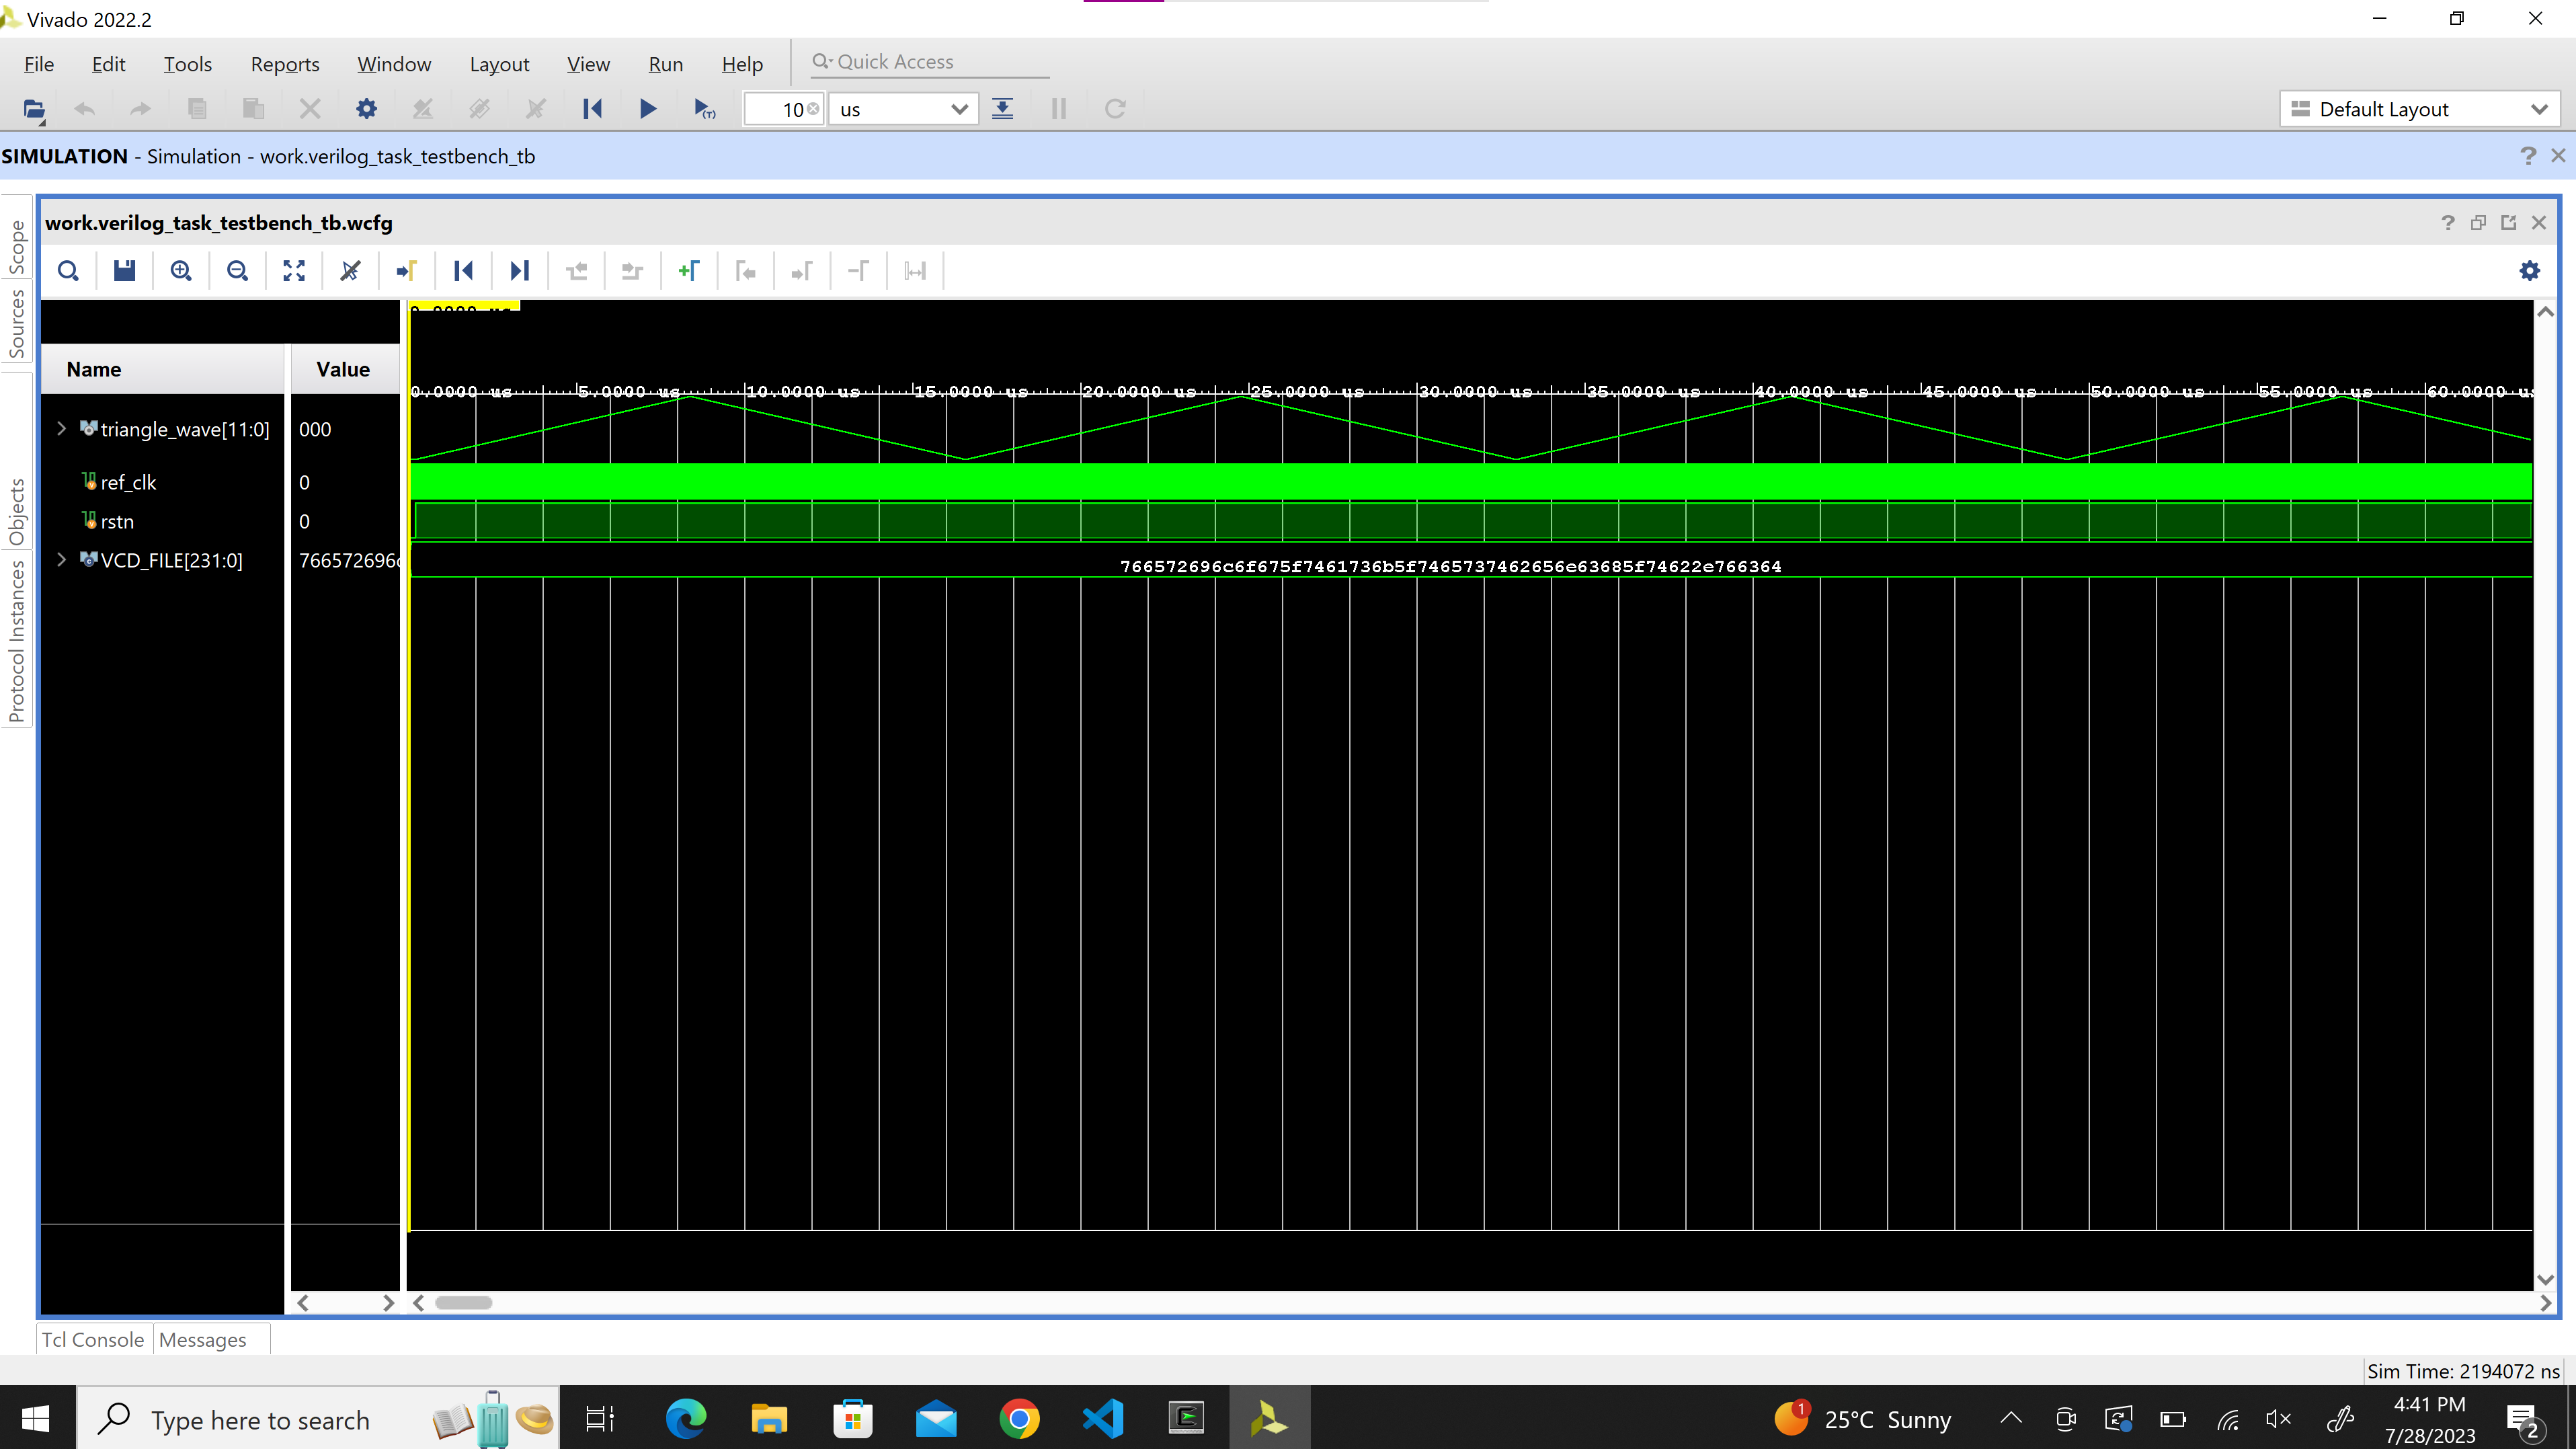 Vivado 2022.2
File Edit Tools Reports Window Layout View Run Help Quick Access
10 us Default Layout
SIMULATION - Simulation - work.verilog_task_testbench_tb
work.verilog_task_testbench_tb.wcfg
Scope
Sources
Objects
Protocol Instances
0.0000 us
Name Value
0.0000 us 5.0000 us 10.0000 us 15.0000 us 20.0000 us 25.0000 us 30.0000 us 35.0000 us 40.0000 us 45.0000 us 50.0000 us 55.0000 us 60.0000 us
triangle_wave[11:0] 000
ref_clk 0
rstn 0
VCD_FILE[231:0] 766572696c
766572696c6f675f7461736b5f7465737462656e63685f74622e766364
Tcl Console Messages
Sim Time: 2194072 ns
Type here to search
1 25°C Sunny
4:41 PM
7/28/2023
2